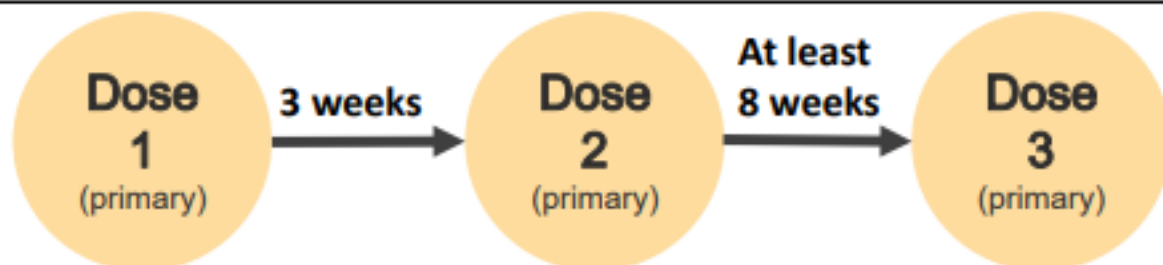 Dose
1
(primary)
3 weeks
Dose
2
(primary)
At least
8 weeks
Dose
3
(primary)